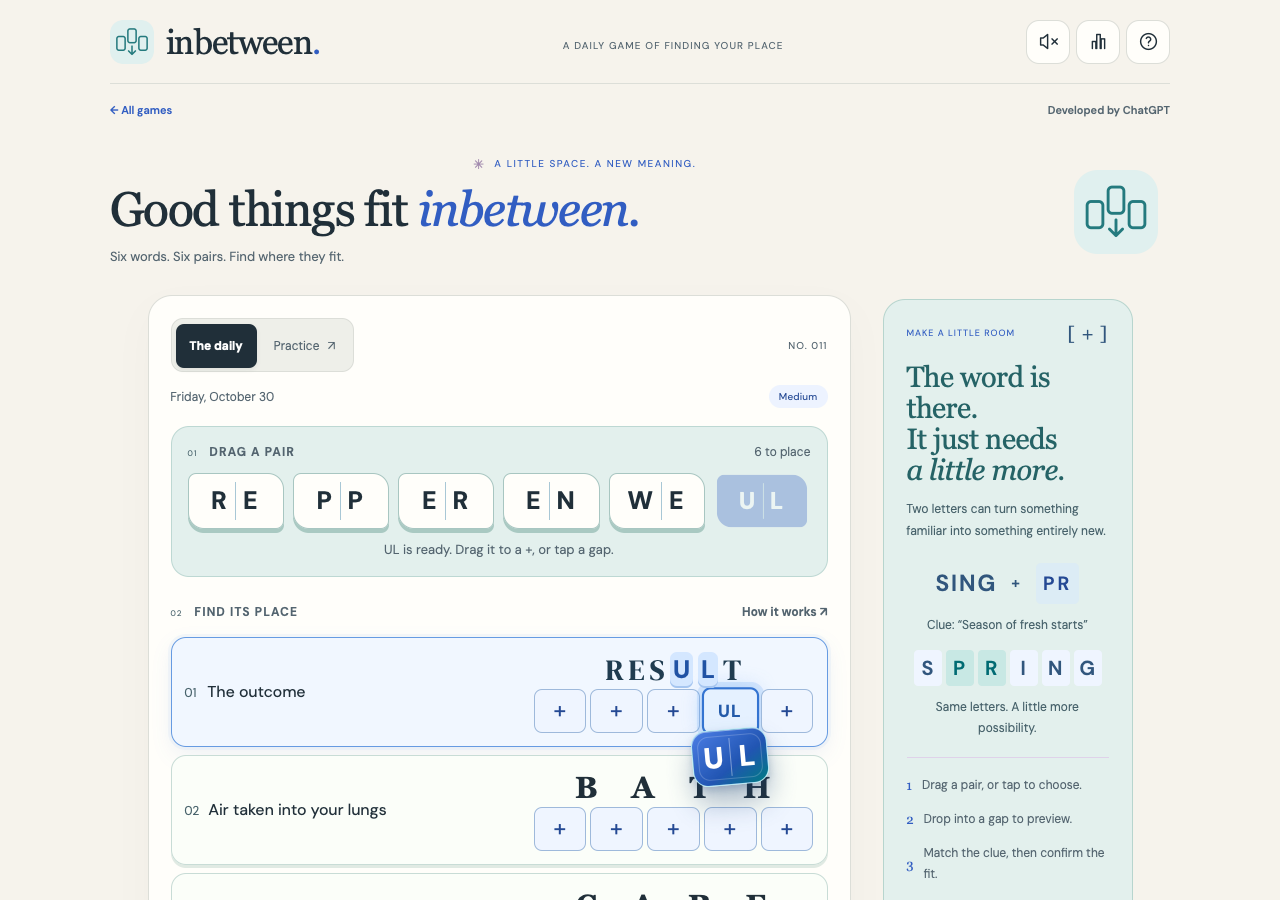 inbetween.
A DAILY GAME OF FINDING YOUR PLACE
← All games
Developed by ChatGPT
A LITTLE SPACE. A NEW MEANING.
Good things fit inbetween.
Six words. Six pairs. Find where they fit.
The daily
Practice ↗
NO. 011
Friday, October 30
Medium
01 DRAG A PAIR
6 to place
R E
P P
E R
E N
W E
U L
UL is ready. Drag it to a +, or tap a gap.
02 FIND ITS PLACE
How it works ↗
01 The outcome
RESULT
+ + + UL +
U L
02 Air taken into your lungs
B A T H
+ + + + +
MAKE A LITTLE ROOM
[ + ]
The word is
there.
It just needs
a little more.
Two letters can turn something
familiar into something entirely new.
SING + PR
Clue: “Season of fresh starts”
S P R I N G
Same letters. A little more
possibility.
1 Drag a pair, or tap to choose.
2 Drop into a gap to preview.
3 Match the clue, then confirm the
fit.